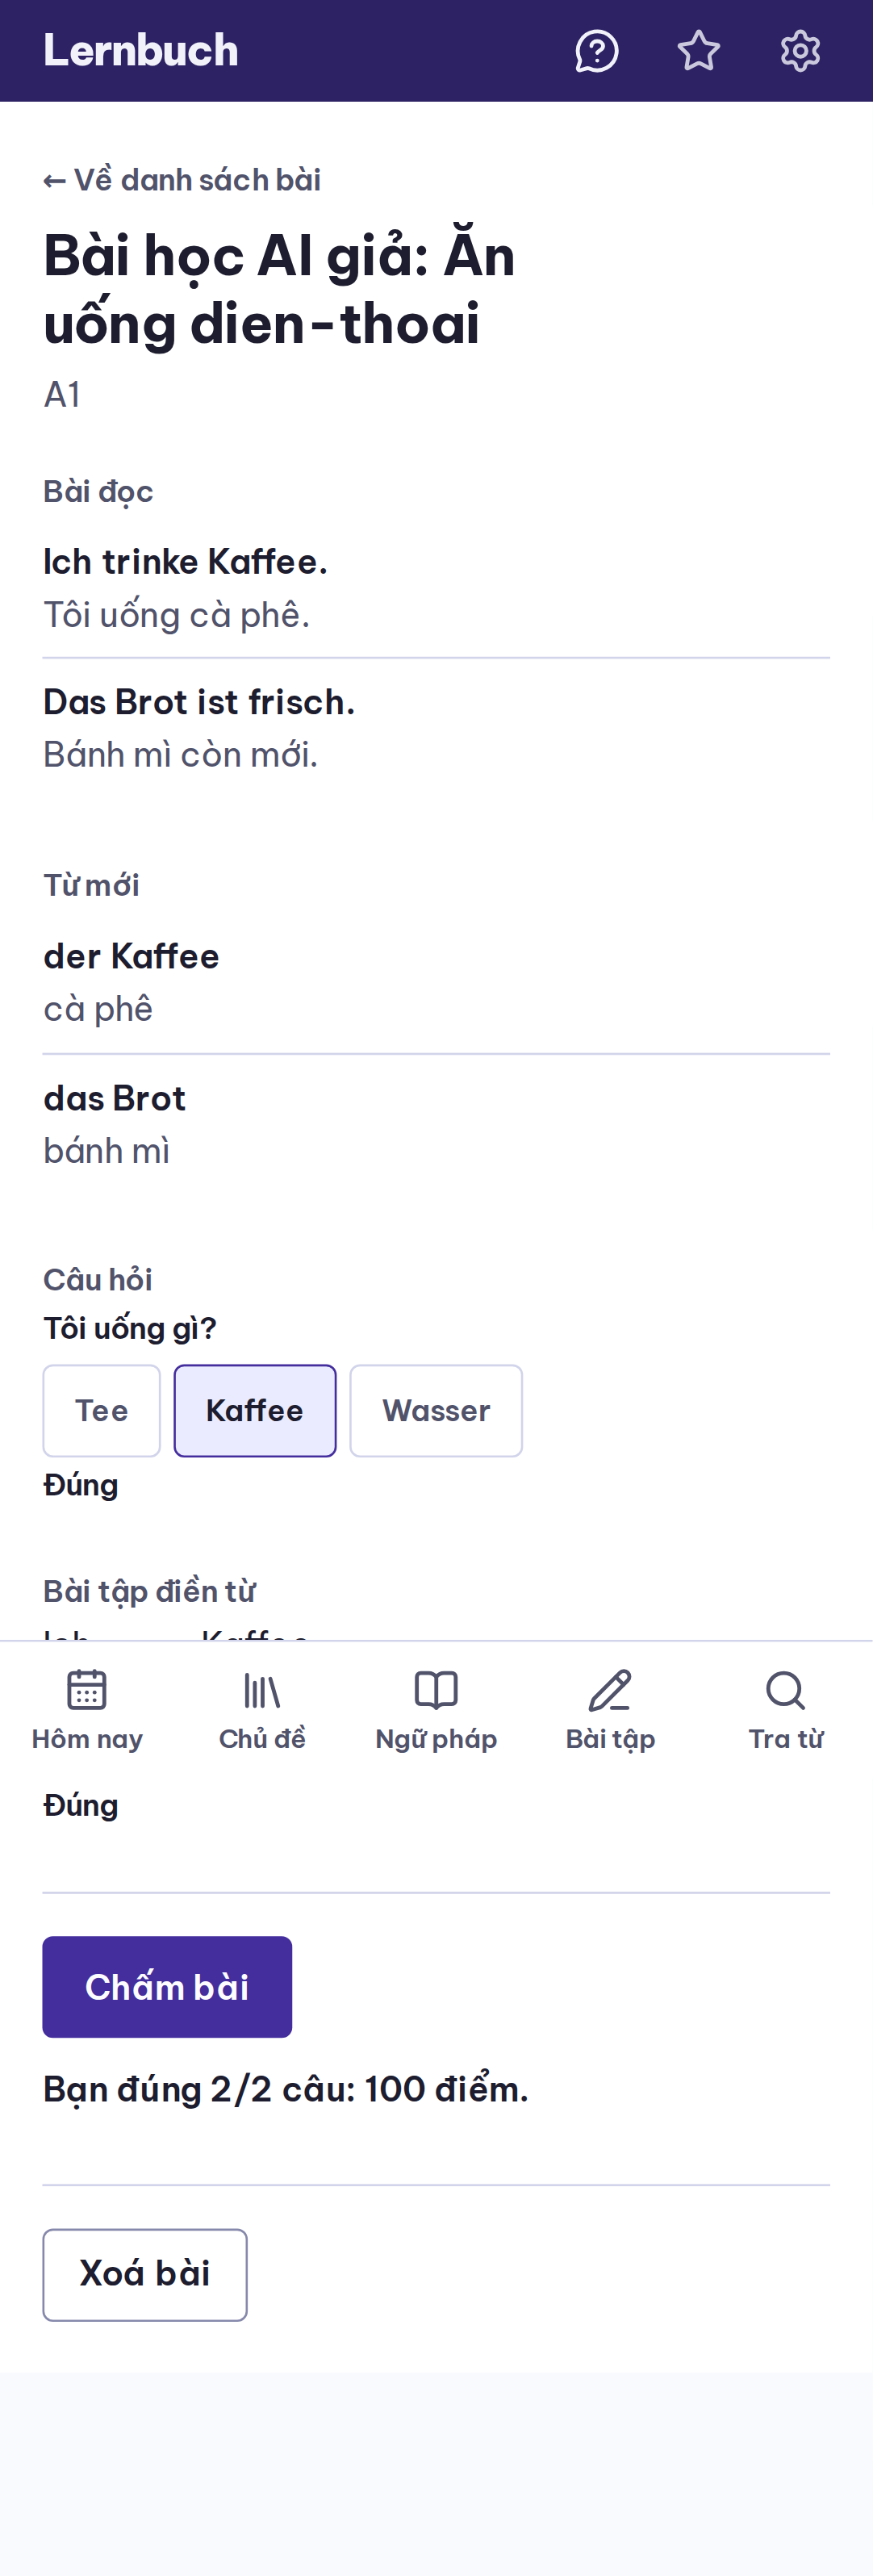 Lernbuch
← Về danh sách bài
Bài học AI giả: Ăn
uống dien-thoai
A1
Bài đọc
Ich trinke Kaffee.
Tôi uống cà phê.
Das Brot ist frisch.
Bánh mì còn mới.
Từ mới
der Kaffee
cà phê
das Brot
bánh mì
Câu hỏi
Tôi uống gì?
Tee Kaffee Wasser
Đúng
Bài tập điền từ
Hôm nay Chủ đề Ngữ pháp Bài tập Tra từ
Đúng
Chấm bài
Bạn đúng 2/2 câu: 100 điểm.
Xoá bài